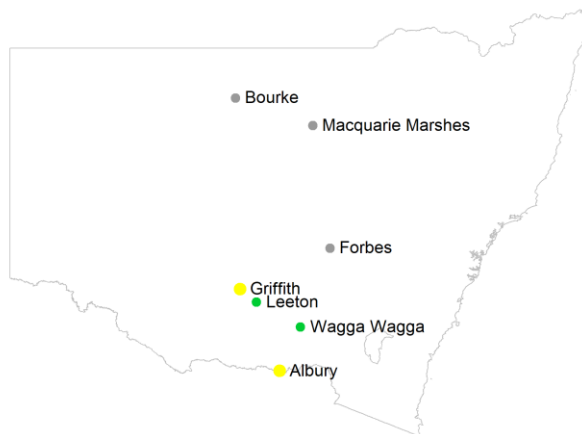 Bourke
Macquarie Marshes
Forbes
Griffith
Leeton
Wagga Wagga
Albury